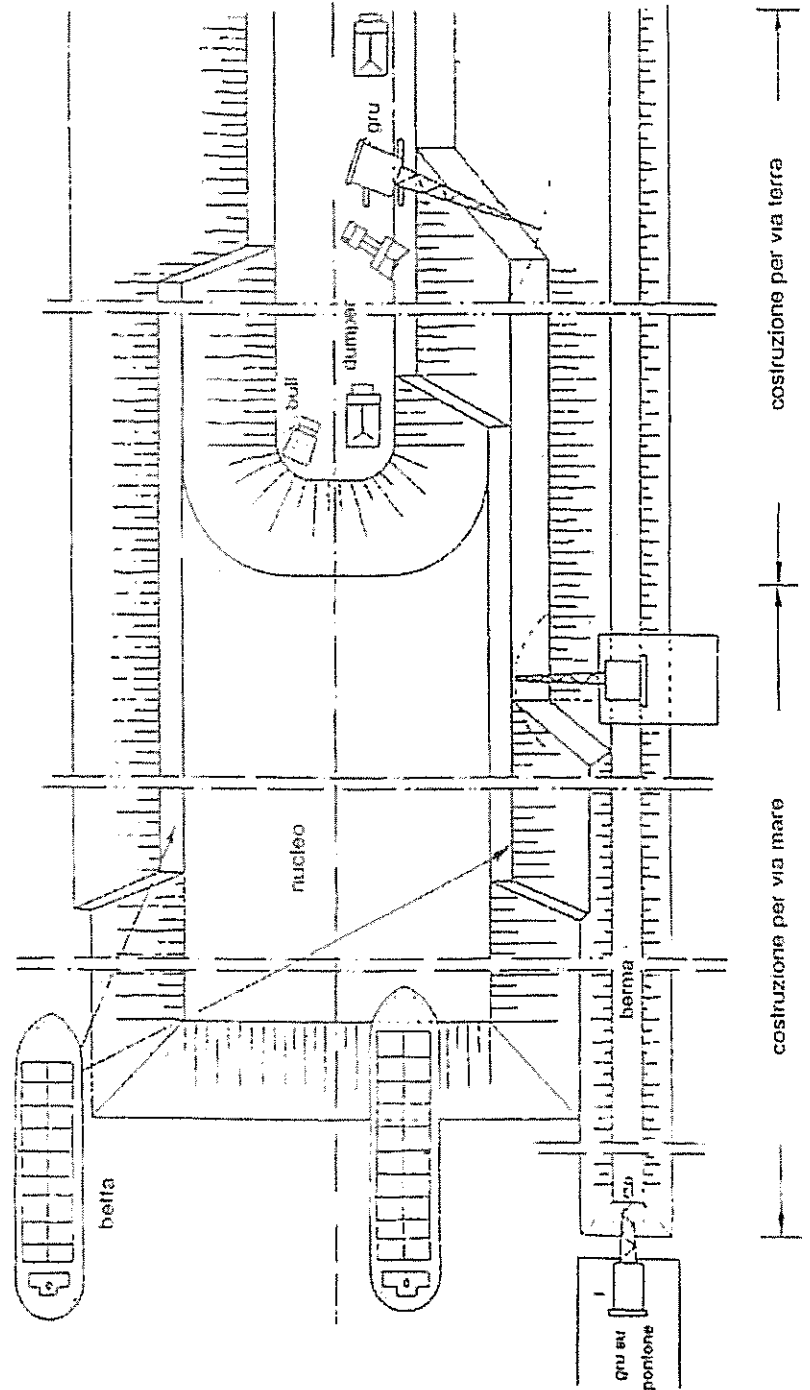 gru
dumper
bull
nucleo
berma
betta
gru su
pontone
costruzione per via terra
costruzione per via mare